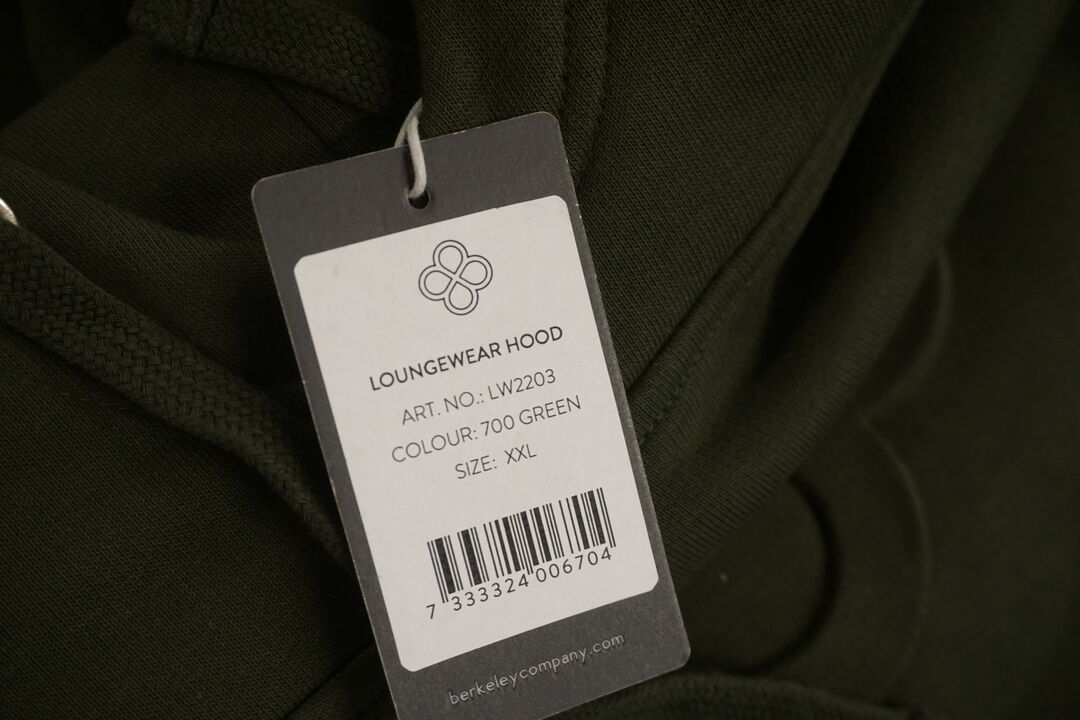 LOUNGEWEAR HOOD
ART. NO.: LW2203
COLOUR: 700 GREEN
SIZE: XXL
7 333324 006704
berkeleycompany.com